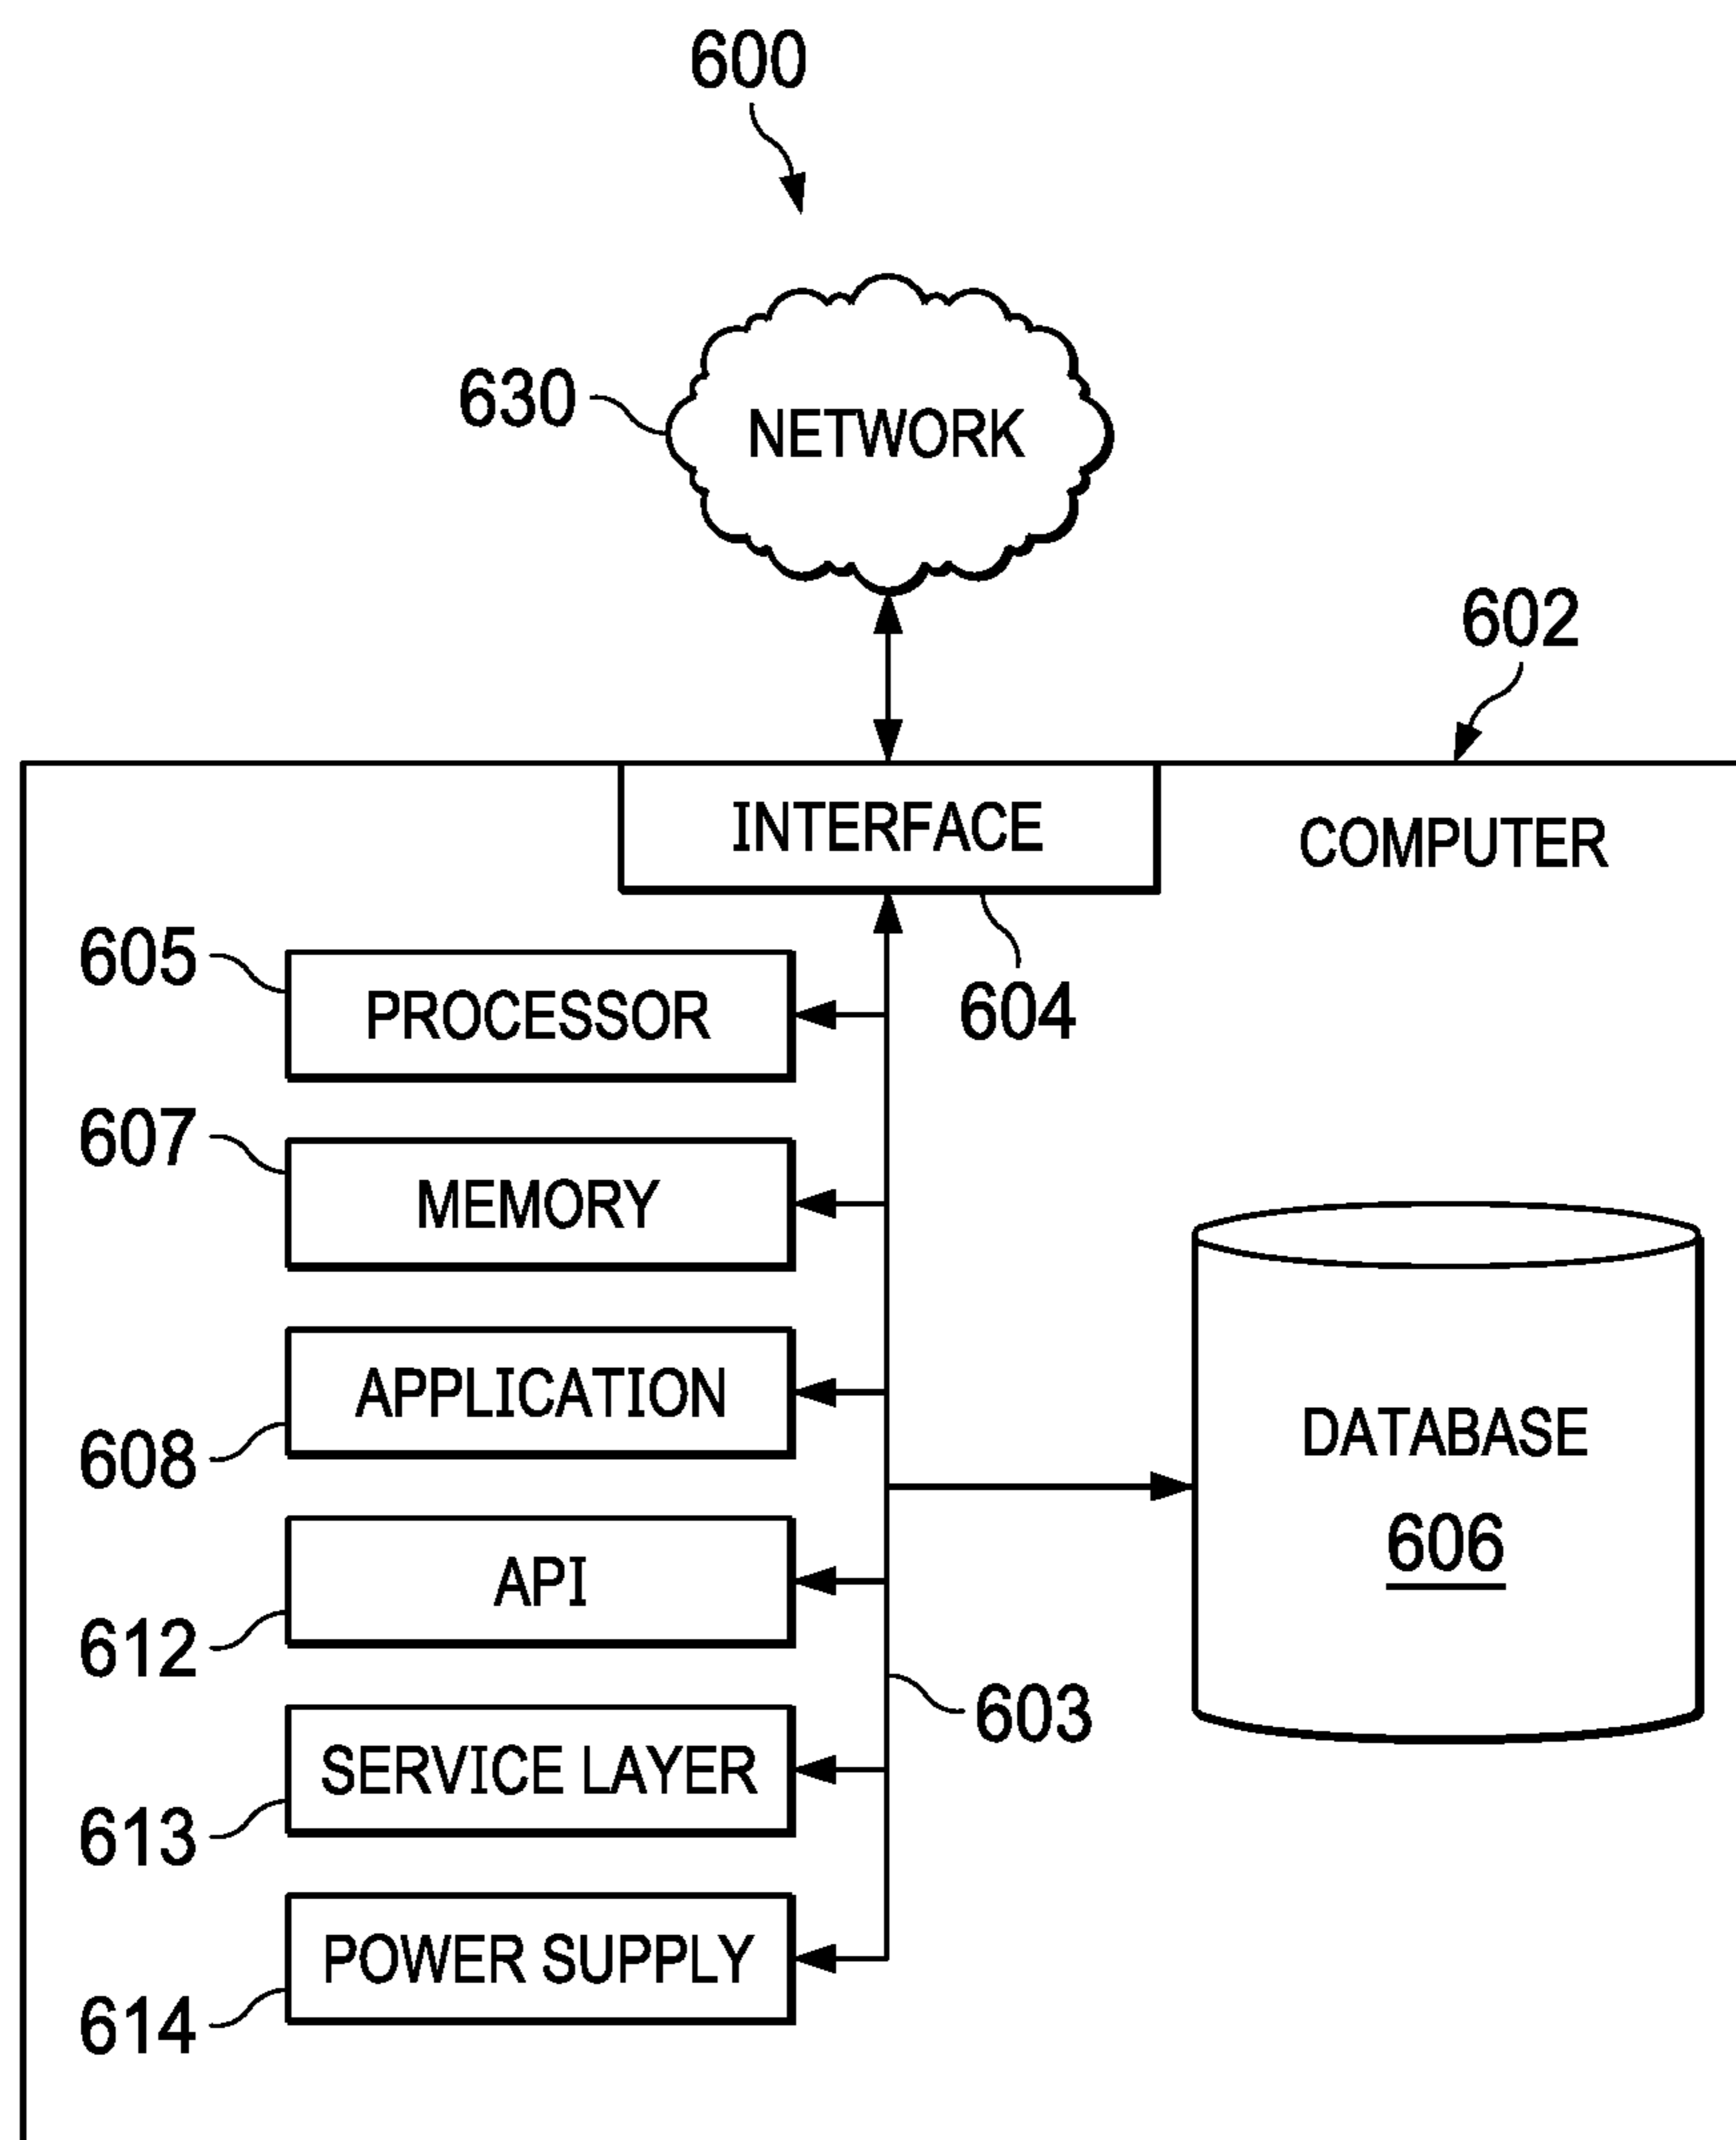 600
630
NETWORK
602
INTERFACE
COMPUTER
605
PROCESSOR
604
607
MEMORY
APPLICATION
608
DATABASE
606
API
612
603
SERVICE LAYER
613
POWER SUPPLY
614